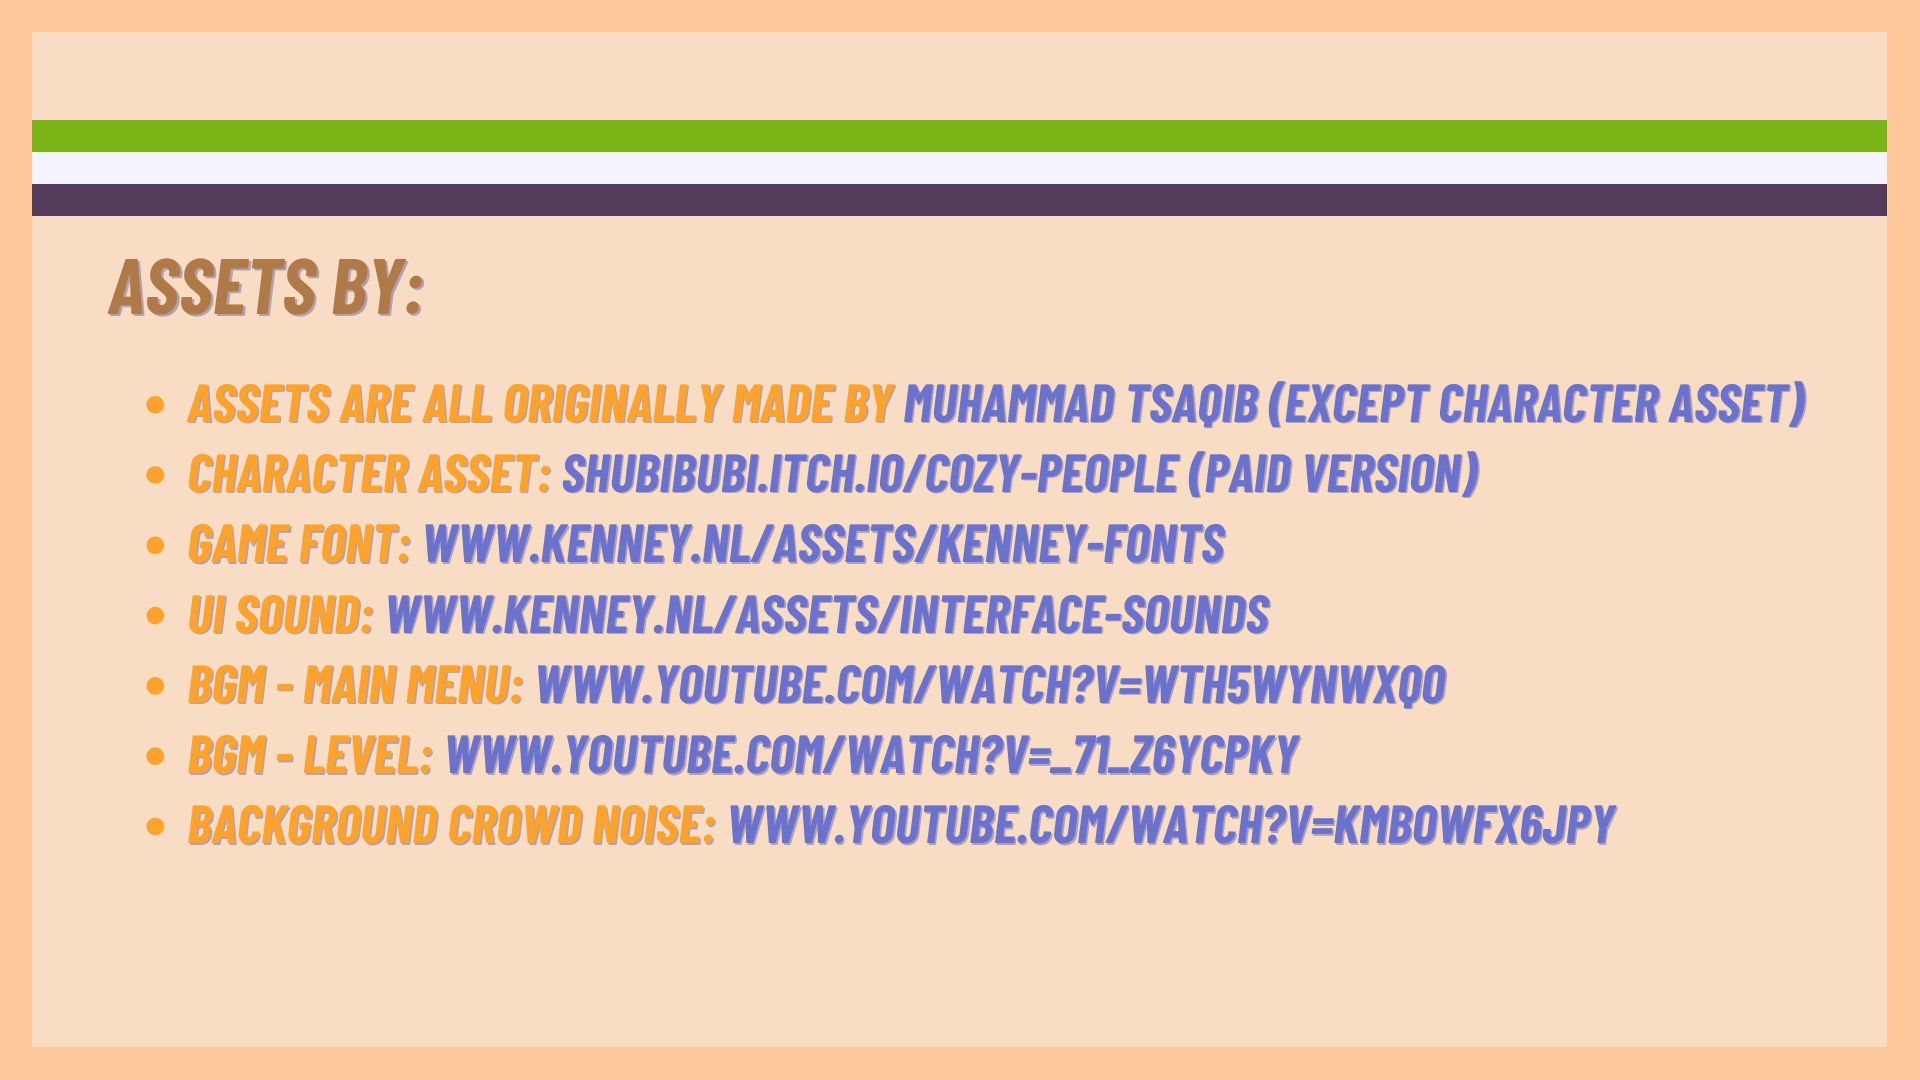 ASSETS BY:
ASSETS ARE ALL ORIGINALLY MADE BY MUHAMMAD TSAQIB (EXCEPT CHARACTER ASSET)
CHARACTER ASSET: SHUBIBUBI.ITCH.IO/COZY-PEOPLE (PAID VERSION)
GAME FONT: WWW.KENNEY.NL/ASSETS/KENNEY-FONTS
UI SOUND: WWW.KENNEY.NL/ASSETS/INTERFACE-SOUNDS
BGM - MAIN MENU: WWW.YOUTUBE.COM/WATCH?V=WTH5WYNWXQO
BGM - LEVEL: WWW.YOUTUBE.COM/WATCH?V=_71_Z6YCPKY
BACKGROUND CROWD NOISE: WWW.YOUTUBE.COM/WATCH?V=KMBOWFX6JPY